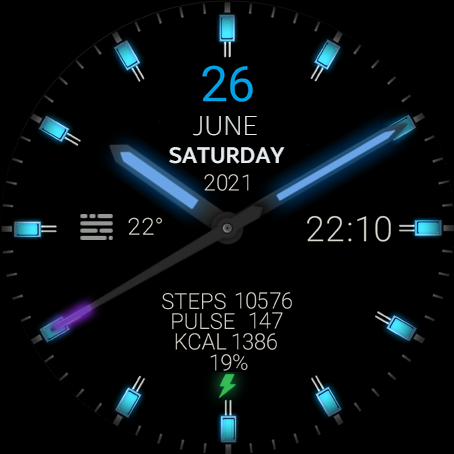 26
JUNE
SATURDAY
2021
22°
22:10
STEPS 10576
PULSE 147
KCAL 1386
19%